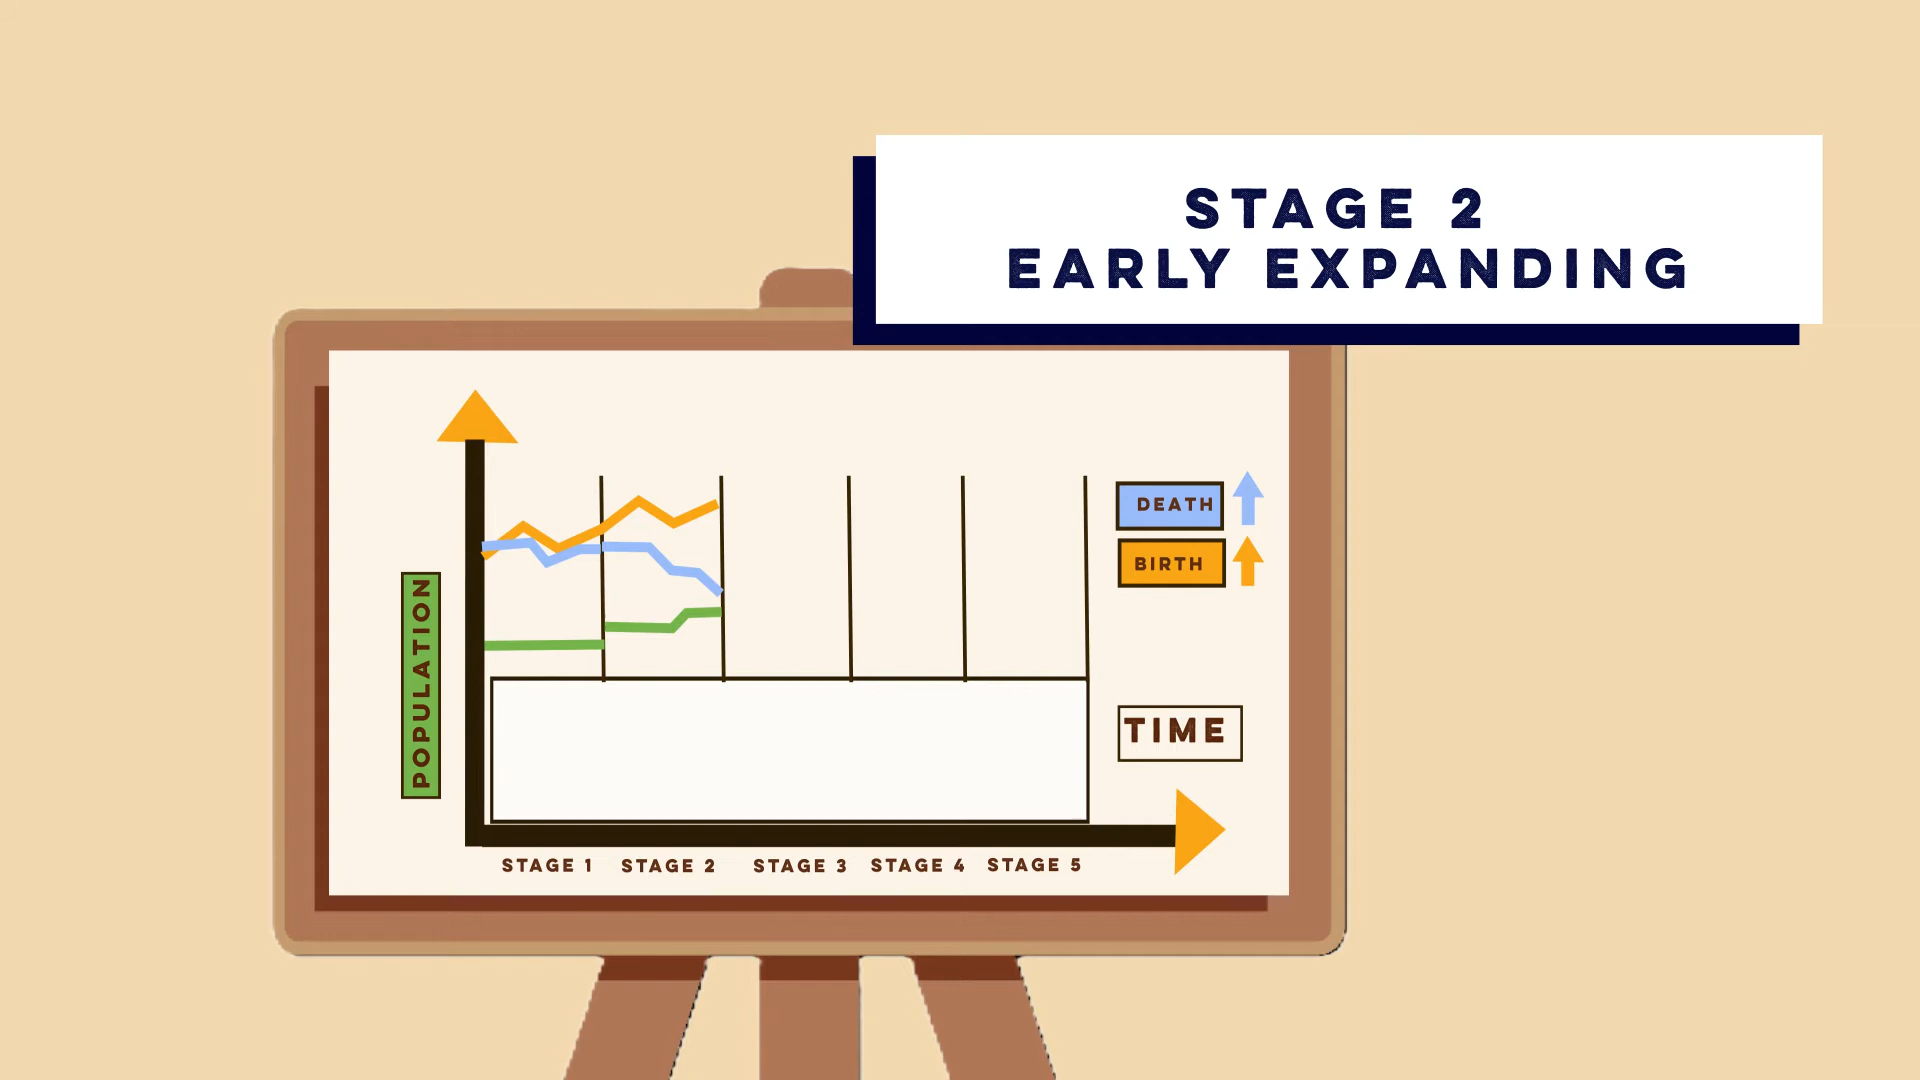 STAGE 2
EARLY EXPANDING
DEATH
BIRTH
POPULATION
TIME
STAGE 1
STAGE 2
STAGE 3
STAGE 4
STAGE 5